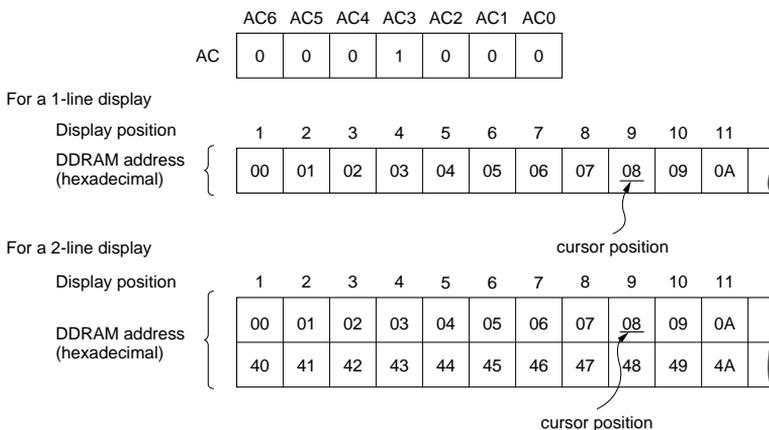 AC6 AC5 AC4 AC3 AC2 AC1 AC0
AC 0 0 0 1 0 0 0
For a 1-line display
Display position 1 2 3 4 5 6 7 8 9 10 11
DDRAM address
(hexadecimal)
00 01 02 03 04 05 06 07 08 09 0A
cursor position
For a 2-line display
Display position 1 2 3 4 5 6 7 8 9 10 11
DDRAM address
(hexadecimal)
00 01 02 03 04 05 06 07 08 09 0A
40 41 42 43 44 45 46 47 48 49 4A
cursor position